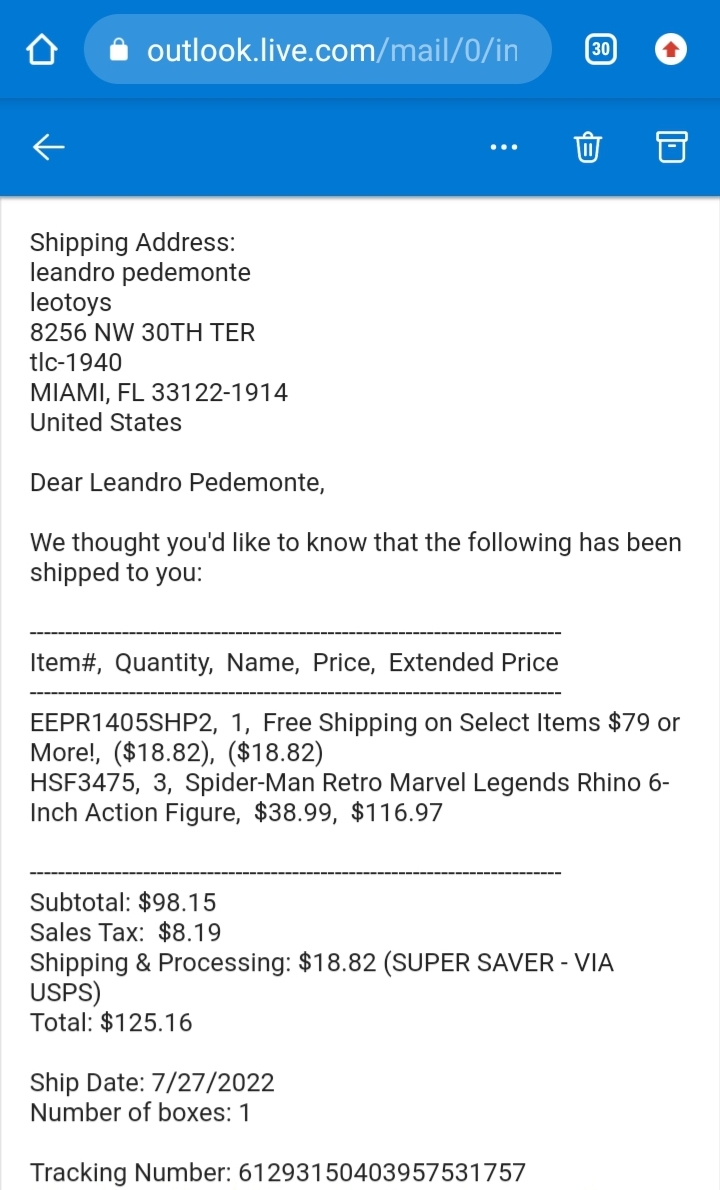 outlook.live.com/mail/0/in
30
Shipping Address:
leandro pedemonte
leotoys
8256 NW 30TH TER
tlc-1940
MIAMI, FL 33122-1914
United States
Dear Leandro Pedemonte,
We thought you'd like to know that the following has been
shipped to you:
----------------------------------------------------------------------------
Item#,  Quantity,  Name,  Price,  Extended Price
----------------------------------------------------------------------------
EEPR1405SHP2,  1,  Free Shipping on Select Items $79 or
More!,  ($18.82),  ($18.82)
HSF3475,  3,  Spider-Man Retro Marvel Legends Rhino 6-
Inch Action Figure,  $38.99,  $116.97
----------------------------------------------------------------------------
Subtotal: $98.15
Sales Tax:  $8.19
Shipping & Processing: $18.82 (SUPER SAVER - VIA
USPS)
Total: $125.16
Ship Date: 7/27/2022
Number of boxes: 1
Tracking Number: 61293150403957531757